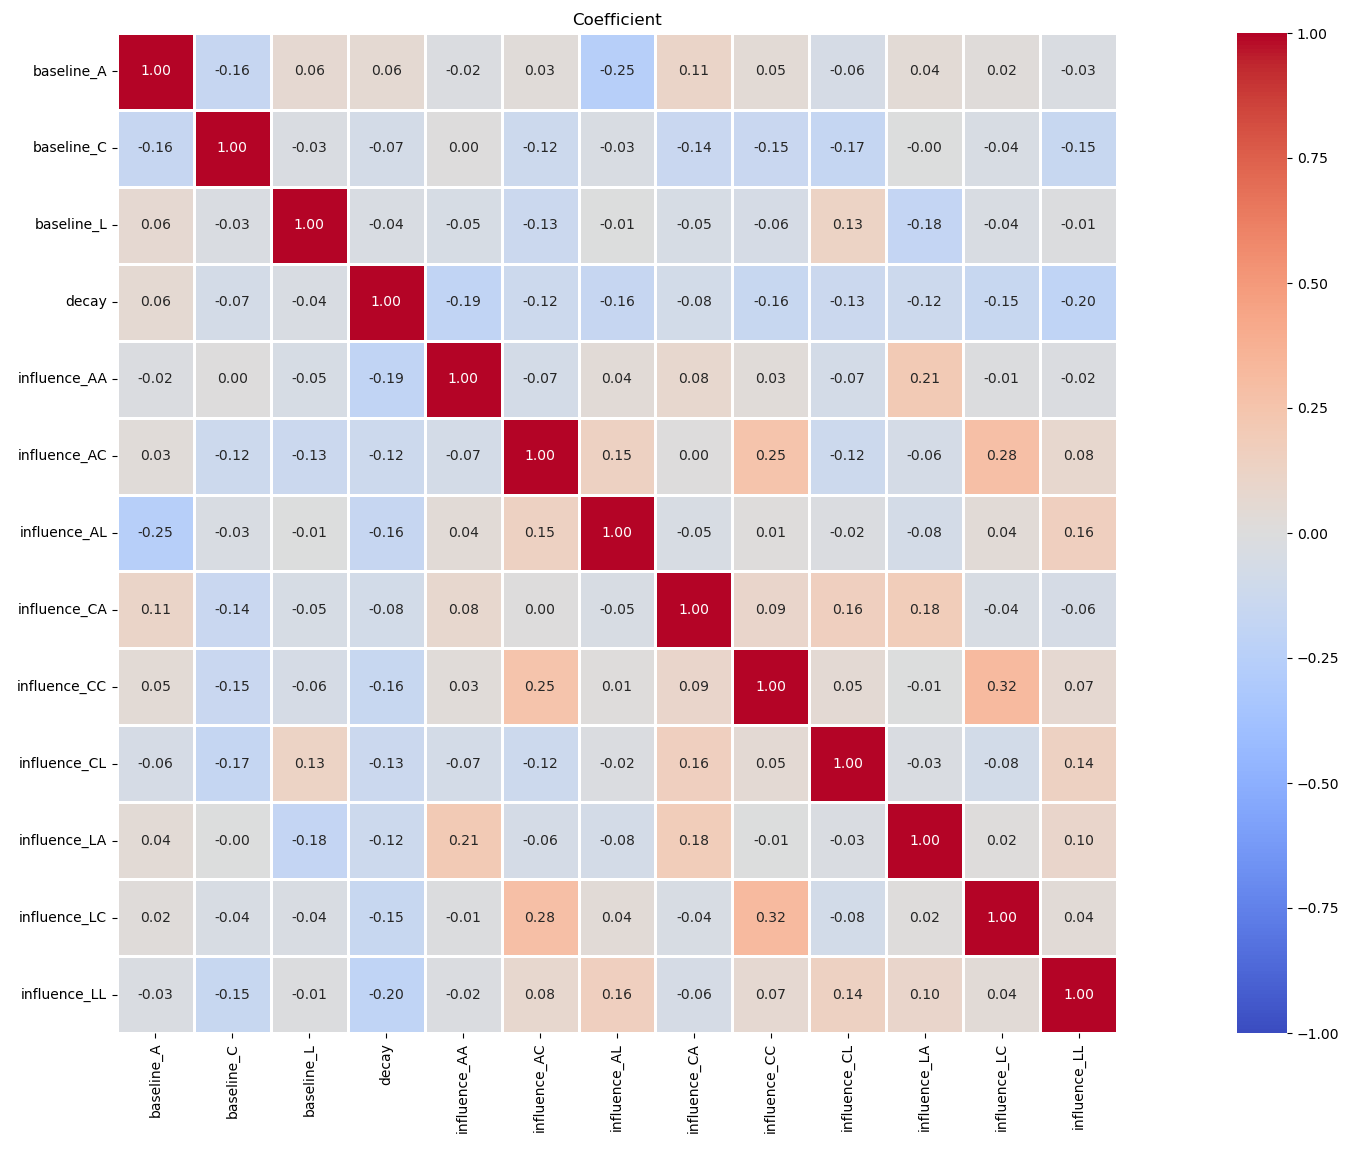 Coefficient
baseline_A 1.00 -0.16 0.06 0.06 -0.02 0.03 -0.25 0.11 0.05 -0.06 0.04 0.02 -0.03
baseline_C -0.16 1.00 -0.03 -0.07 0.00 -0.12 -0.03 -0.14 -0.15 -0.17 -0.00 -0.04 -0.15
baseline_L 0.06 -0.03 1.00 -0.04 -0.05 -0.13 -0.01 -0.05 -0.06 0.13 -0.18 -0.04 -0.01
decay 0.06 -0.07 -0.04 1.00 -0.19 -0.12 -0.16 -0.08 -0.16 -0.13 -0.12 -0.15 -0.20
influence_AA -0.02 0.00 -0.05 -0.19 1.00 -0.07 0.04 0.08 0.03 -0.07 0.21 -0.01 -0.02
influence_AC 0.03 -0.12 -0.13 -0.12 -0.07 1.00 0.15 0.00 0.25 -0.12 -0.06 0.28 0.08
influence_AL -0.25 -0.03 -0.01 -0.16 0.04 0.15 1.00 -0.05 0.01 -0.02 -0.08 0.04 0.16
influence_CA 0.11 -0.14 -0.05 -0.08 0.08 0.00 -0.05 1.00 0.09 0.16 0.18 -0.04 -0.06
influence_CC 0.05 -0.15 -0.06 -0.16 0.03 0.25 0.01 0.09 1.00 0.05 -0.01 0.32 0.07
influence_CL -0.06 -0.17 0.13 -0.13 -0.07 -0.12 -0.02 0.16 0.05 1.00 -0.03 -0.08 0.14
influence_LA 0.04 -0.00 -0.18 -0.12 0.21 -0.06 -0.08 0.18 -0.01 -0.03 1.00 0.02 0.10
influence_LC 0.02 -0.04 -0.04 -0.15 -0.01 0.28 0.04 -0.04 0.32 -0.08 0.02 1.00 0.04
influence_LL -0.03 -0.15 -0.01 -0.20 -0.02 0.08 0.16 -0.06 0.07 0.14 0.10 0.04 1.00
baseline_A
baseline_C
baseline_L
decay
influence_AA
influence_AC
influence_AL
influence_CA
influence_CC
influence_CL
influence_LA
influence_LC
influence_LL
1.00
0.75
0.50
0.25
0.00
−0.25
−0.50
−0.75
−1.00